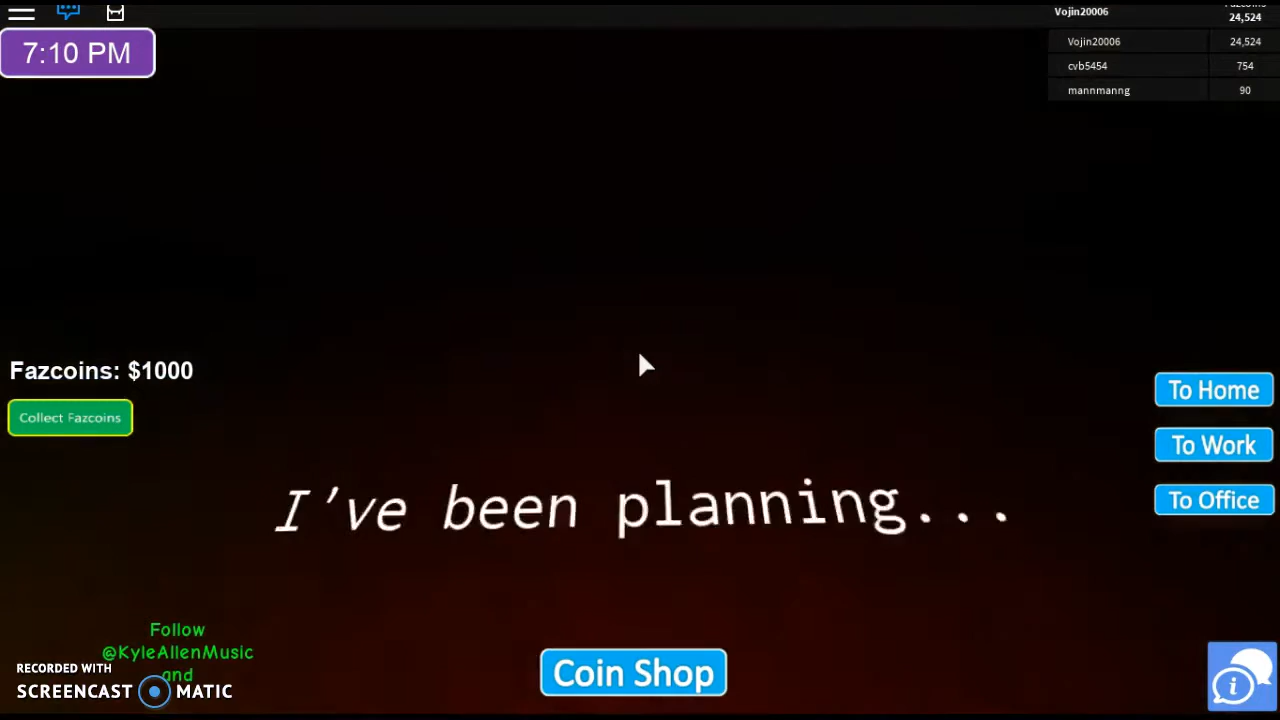 Vojin20006 Fazcoins
24,524
7:10 PM
Vojin20006 24,524
cvb5454 754
mannmanng 90
Fazcoins: $1000
Collect Fazcoins
To Home
To Work
To Office
I've been planning...
Follow
@KyleAllenMusic
and
RECORDED WITH
SCREENCAST MATIC
Coin Shop